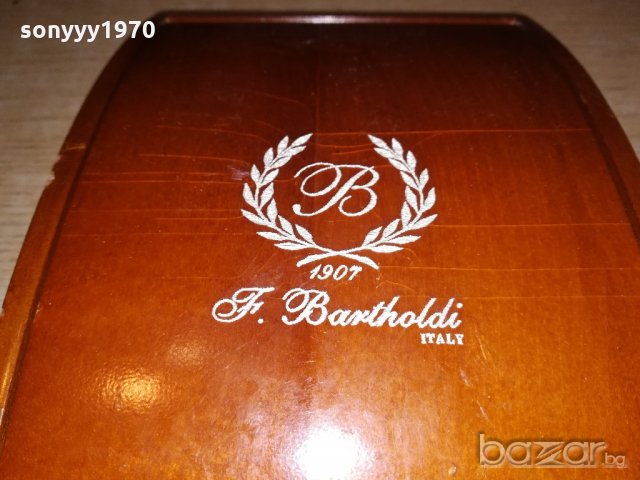 sonyyy1970
B
1907
F. Bartholdi
ITALY
bazar.bg